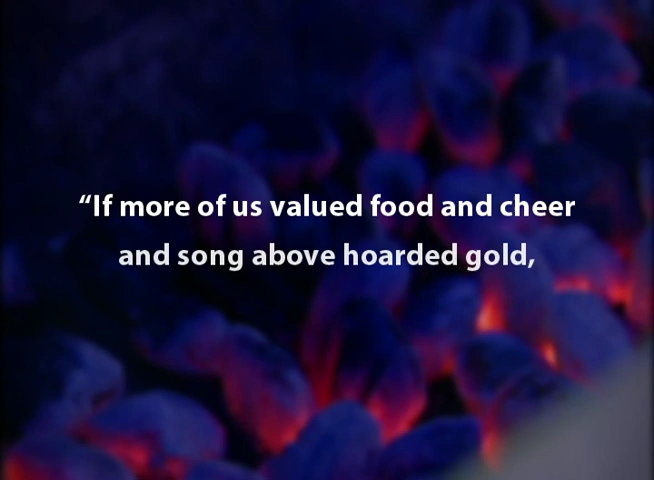 “If more of us valued food and cheer
and song above hoarded gold,